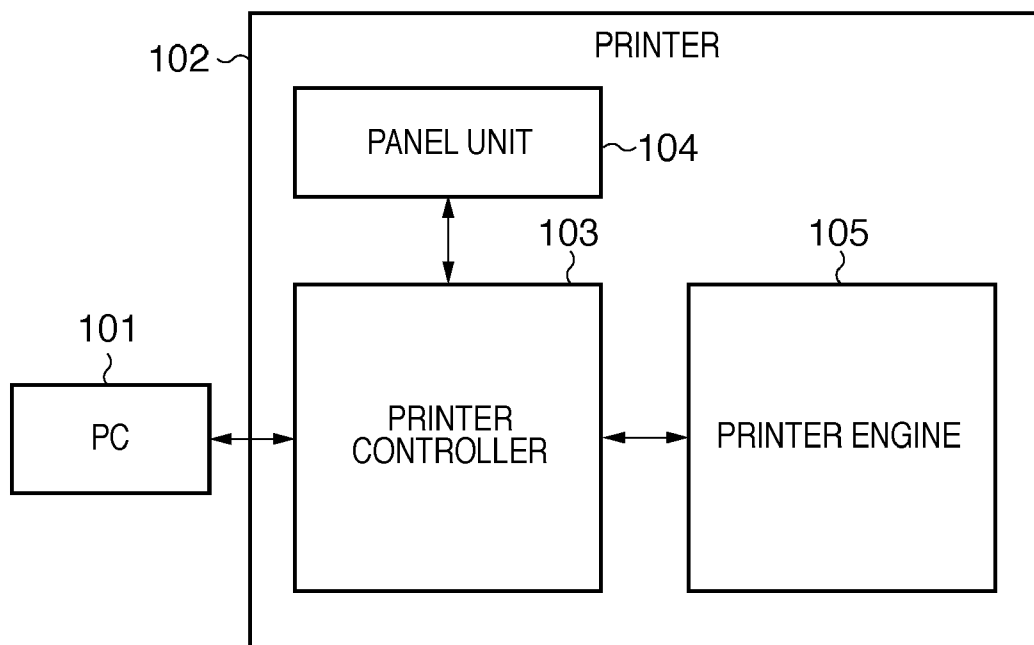 102
PRINTER
PANEL UNIT
104
103
105
101
PC
PRINTER
CONTROLLER
PRINTER ENGINE